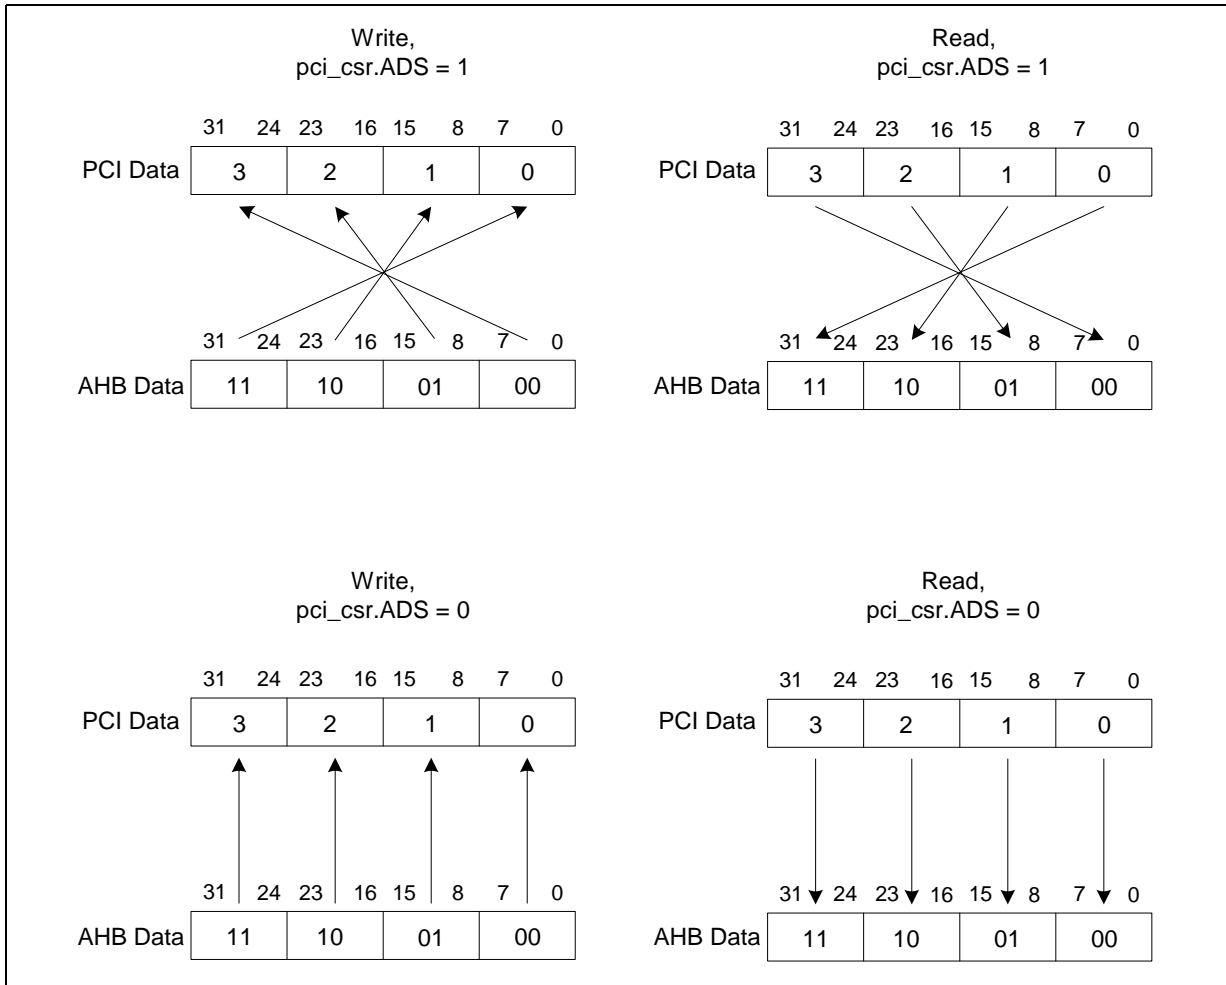 Write,
pci_csr.ADS = 1
31 24 23 16 15 8 7 0
PCI Data 3 2 1 0
31 24 23 16 15 8 7 0
AHB Data 11 10 01 00
Read,
pci_csr.ADS = 1
31 24 23 16 15 8 7 0
PCI Data 3 2 1 0
31 24 23 16 15 8 7 0
AHB Data 11 10 01 00
Write,
pci_csr.ADS = 0
31 24 23 16 15 8 7 0
PCI Data 3 2 1 0
31 24 23 16 15 8 7 0
AHB Data 11 10 01 00
Read,
pci_csr.ADS = 0
31 24 23 16 15 8 7 0
PCI Data 3 2 1 0
31 24 23 16 15 8 7 0
AHB Data 11 10 01 00